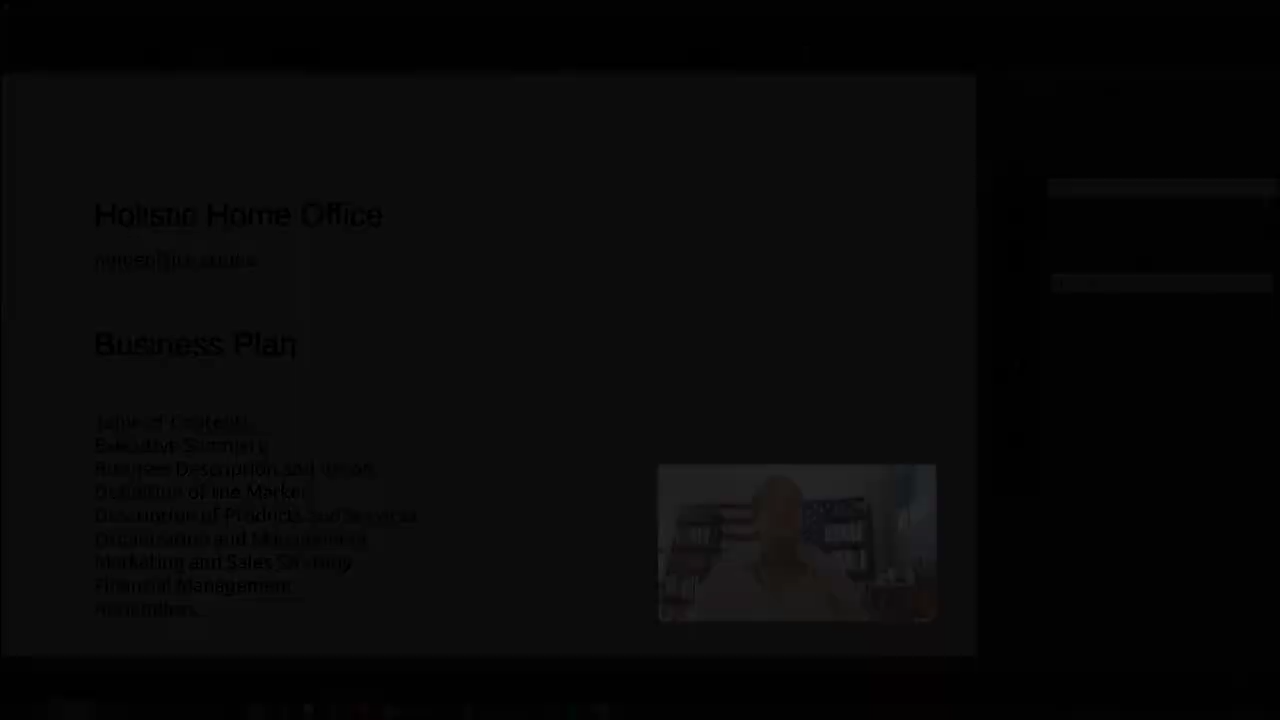 Holistic Home Office
Business Plan
Table of Contents
Executive Summary
Business Description and Vision
Definition of the Market
Description of Products and Services
Organization and Management
Marketing and Sales Strategy
Financial Management
Appendices